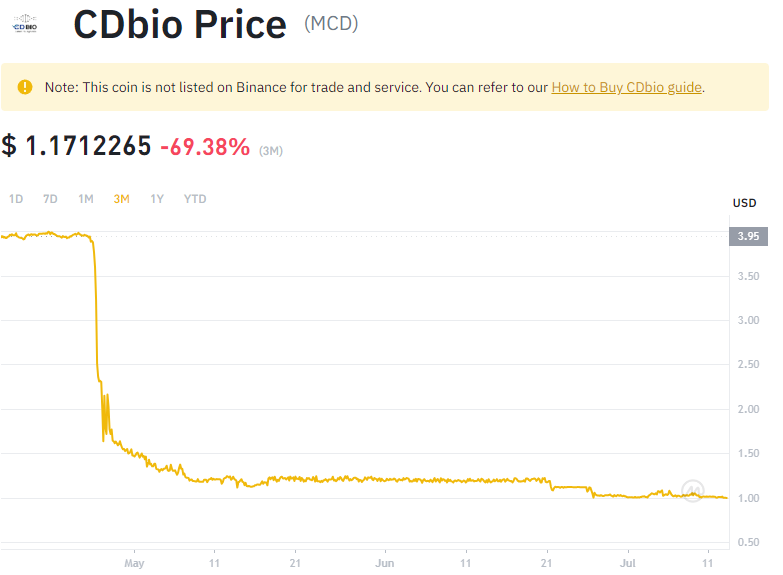 CD BIO
CDbio Price (MCD)
Note: This coin is not listed on Binance for trade and service. You can refer to our How to Buy CDbio guide.
$ 1.1712265 -69.38% (3M)
1D 7D 1M 3M 1Y YTD
USD
3.95
3.50
3.00
2.50
2.00
1.50
1.00
0.50
May 11 21 Jun 11 21 Jul 11